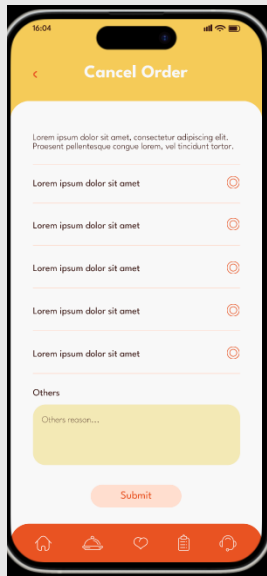 16:04
Cancel Order
Lorem ipsum dolor sit amet, consectetur adipiscing elit.
Praesent pellentesque congue lorem, vel tincidunt tortor.
Lorem ipsum dolor sit amet
Lorem ipsum dolor sit amet
Lorem ipsum dolor sit amet
Lorem ipsum dolor sit amet
Lorem ipsum dolor sit amet
Others
Others reason...
Submit